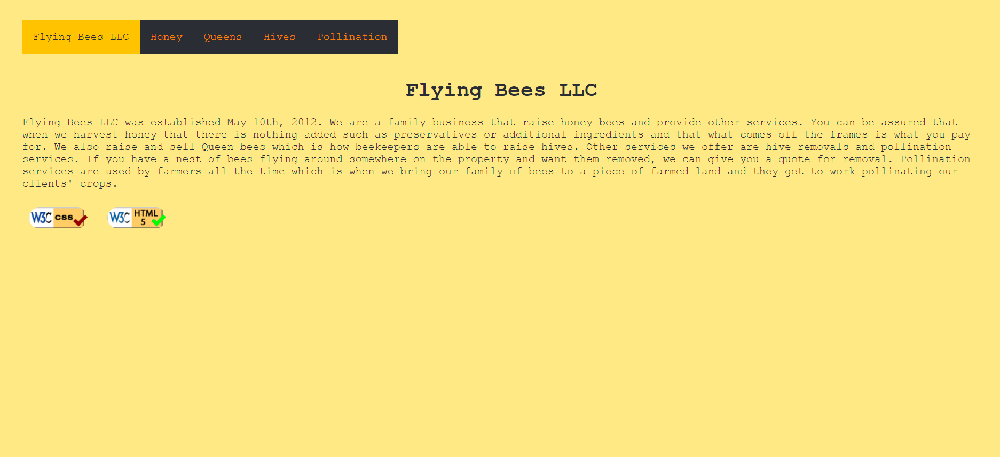 Flying Bees LLC Honey Queens Hives Pollination
Flying Bees LLC
Flying Bees LLC was established May 10th, 2012. We are a family business that raise honey bees and provide other services. You can be assured that
when we harvest honey that there is nothing added such as preservatives or additional ingredients and that what comes off the frames is what you pay
for. We also raise and sell Queen bees which is how beekeepers are able to raise hives. Other services we offer are hive removals and pollination
services. If you have a nest of bees flying around somewhere on the property and want them removed, we can give you a quote for removal. Pollination
services are used by farmers all the time which is when we bring our family of bees to a piece of farmed land and they get to work pollinating our
clients' crops.
W3C css W3C HTML 5